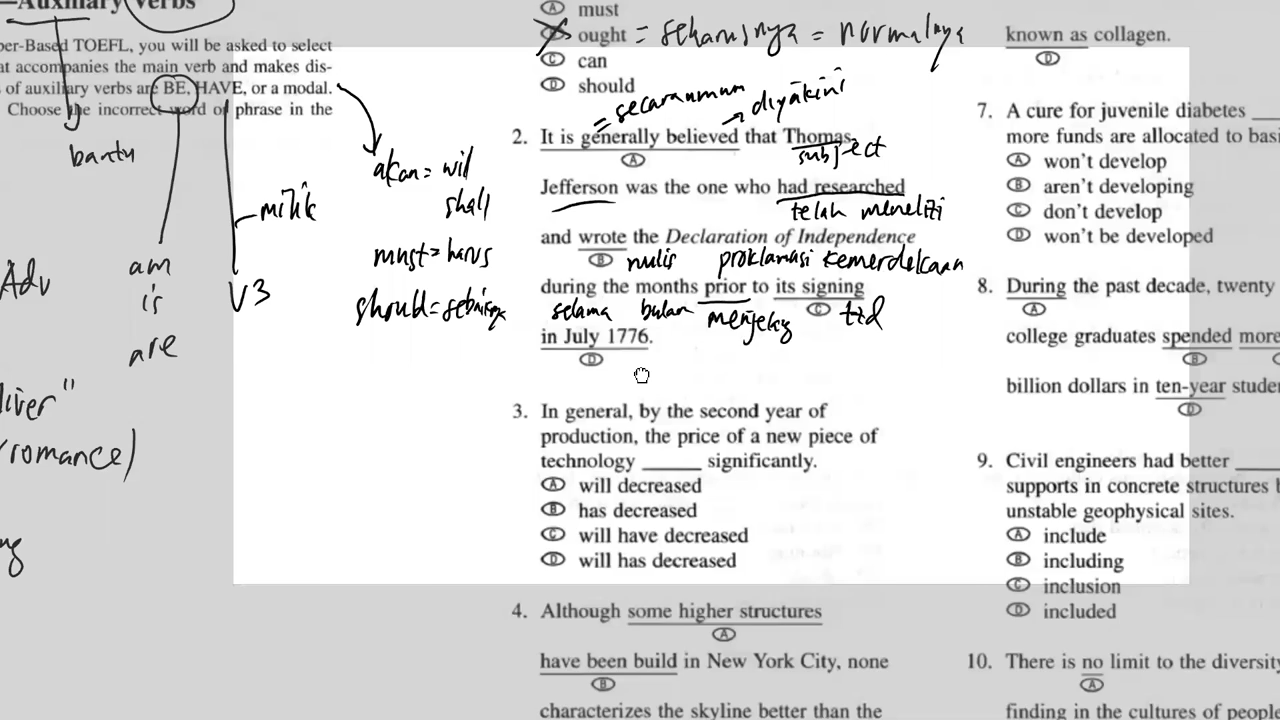 Auxiliary Verbs
per-Based TOEFL, you will be asked to select
at accompanies the main verb and makes dis-
of auxiliary verbs are BE, HAVE, or a modal.
Choose the incorrect word or phrase in the
bantu
milik
Adv
am
is
are
V3
liver"
romance)
ng
akan = will
shall
must = harus
should =
A must
ought = seharusnya = normalnya
C can
D should
= secara umum
→ diyakini
2. It is generally believed that Thomas
A
subject
Jefferson was the one who had researched
telah meneliti
and wrote the Declaration of Independence
B nulis proklamasi kemerdekaan
during the months prior to its signing
selama bulan menjelang C ttd
in July 1776.
D
3. In general, by the second year of
production, the price of a new piece of
technology _____ significantly.
A will decreased
B has decreased
C will have decreased
D will has decreased
4. Although some higher structures
A
have been build in New York City, none
B
characterizes the skyline better than the
known as collagen.
D
7. A cure for juvenile diabetes
more funds are allocated to basi
A won't develop
B aren't developing
C don't develop
D won't be developed
8. During the past decade, twenty
A
college graduates spended more
B
billion dollars in ten-year stude
D
9. Civil engineers had better
supports in concrete structures
unstable geophysical sites.
A include
B including
C inclusion
D included
10. There is no limit to the diversity
A
finding in the cultures of people